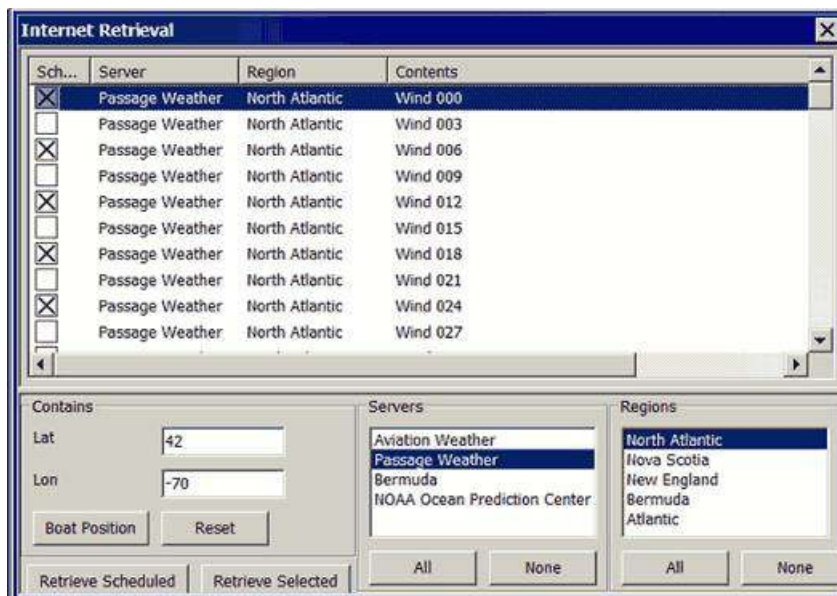 Internet Retrieval
Sch... Server Region Contents
Passage Weather North Atlantic Wind 000
Passage Weather North Atlantic Wind 003
Passage Weather North Atlantic Wind 006
Passage Weather North Atlantic Wind 009
Passage Weather North Atlantic Wind 012
Passage Weather North Atlantic Wind 015
Passage Weather North Atlantic Wind 018
Passage Weather North Atlantic Wind 021
Passage Weather North Atlantic Wind 024
Passage Weather North Atlantic Wind 027
Contains
Lat 42
Lon -70
Boat Position Reset
Retrieve Scheduled Retrieve Selected
Servers
Aviation Weather
Passage Weather
Bermuda
NOAA Ocean Prediction Center
All None
Regions
North Atlantic
Nova Scotia
New England
Bermuda
Atlantic
All None